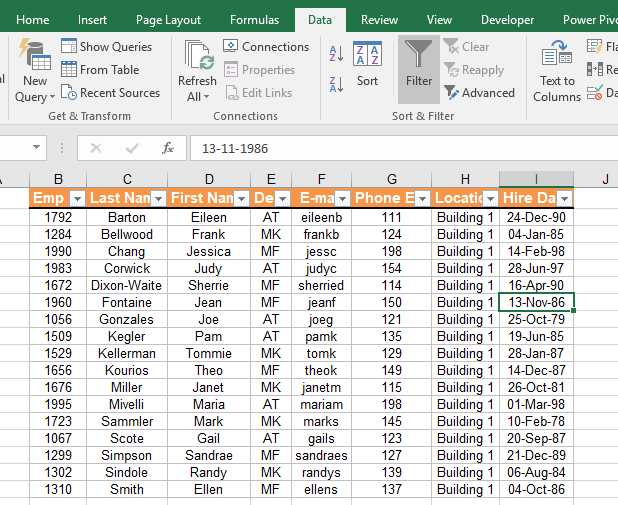 Home Insert Page Layout Formulas Data Review View Developer Power Piv
Show Queries
From Table
Recent Sources
New Query
Get & Transform
Refresh All
Connections
Properties
Edit Links
Connections
A Z
Z A
Z A A Z
Sort
Filter
Clear
Reapply
Advanced
Sort & Filter
Text to Columns
Fla
Re
Da
fx 13-11-1986
B C D E F G H I J
Emp Last Nam First Nam De E-ma Phone E Locatio Hire Da
1792 Barton Eileen AT eileenb 111 Building 1 24-Dec-90
1284 Bellwood Frank MK frankb 124 Building 1 04-Jan-85
1990 Chang Jessica MF jessc 198 Building 1 14-Feb-98
1983 Corwick Judy AT judyc 154 Building 1 28-Jun-97
1672 Dixon-Waite Sherrie MF sherried 114 Building 1 16-Apr-90
1960 Fontaine Jean MF jeanf 150 Building 1 13-Nov-86
1056 Gonzales Joe AT joeg 121 Building 1 25-Oct-79
1509 Kegler Pam AT pamk 135 Building 1 19-Jun-85
1529 Kellerman Tommie MK tomk 129 Building 1 28-Jan-87
1656 Kourios Theo MF theok 149 Building 1 14-Dec-87
1676 Miller Janet MK janetm 115 Building 1 26-Oct-81
1995 Mivelli Maria AT mariam 198 Building 1 01-Mar-98
1723 Sammler Mark MK marks 145 Building 1 10-Feb-78
1067 Scote Gail AT gails 123 Building 1 20-Sep-87
1299 Simpson Sandrae MF sandraes 127 Building 1 21-Dec-89
1302 Sindole Randy MK randys 139 Building 1 06-Aug-84
1310 Smith Ellen MF ellens 137 Building 1 04-Oct-86